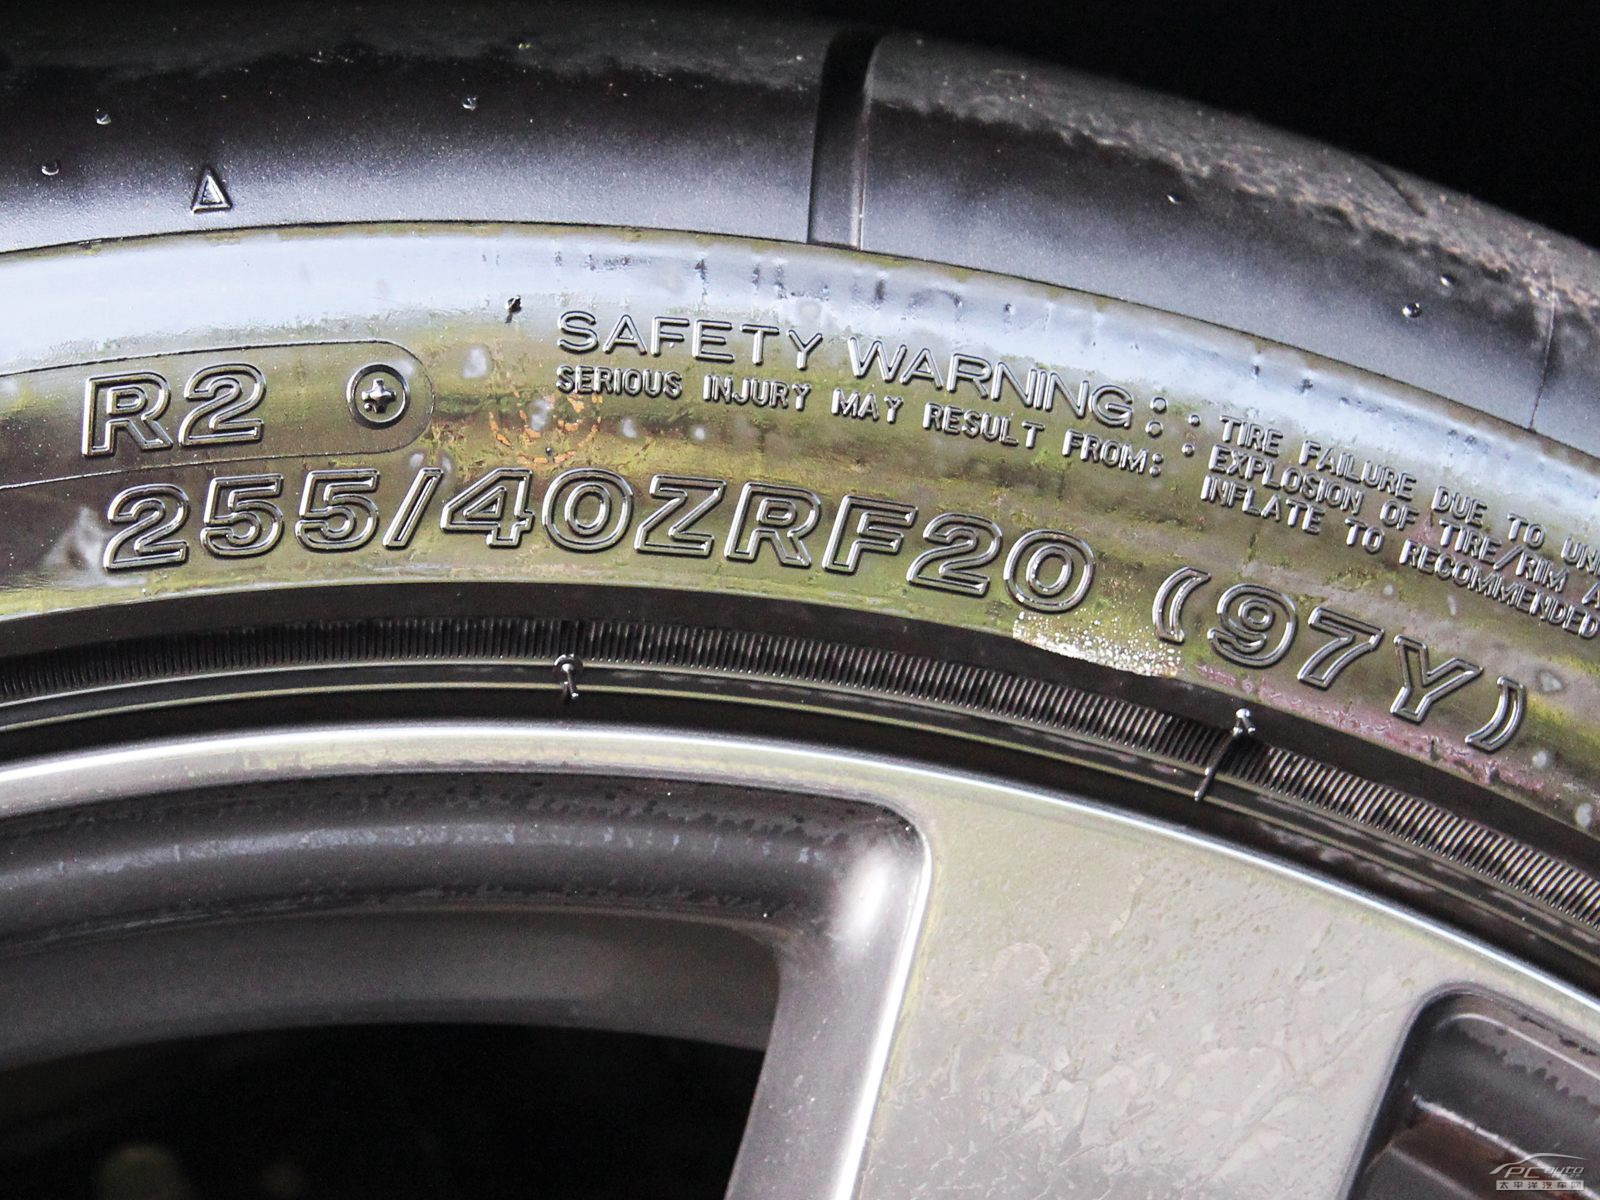 R2
SAFETY WARNING:
SERIOUS INJURY MAY RESULT FROM:
• TIRE FAILURE DUE TO
• EXPLOSION OF TIRE/RIM
INFLATE TO RECOMMENDED
255/40ZRF20 (97Y)
PCauto
太平洋汽车网